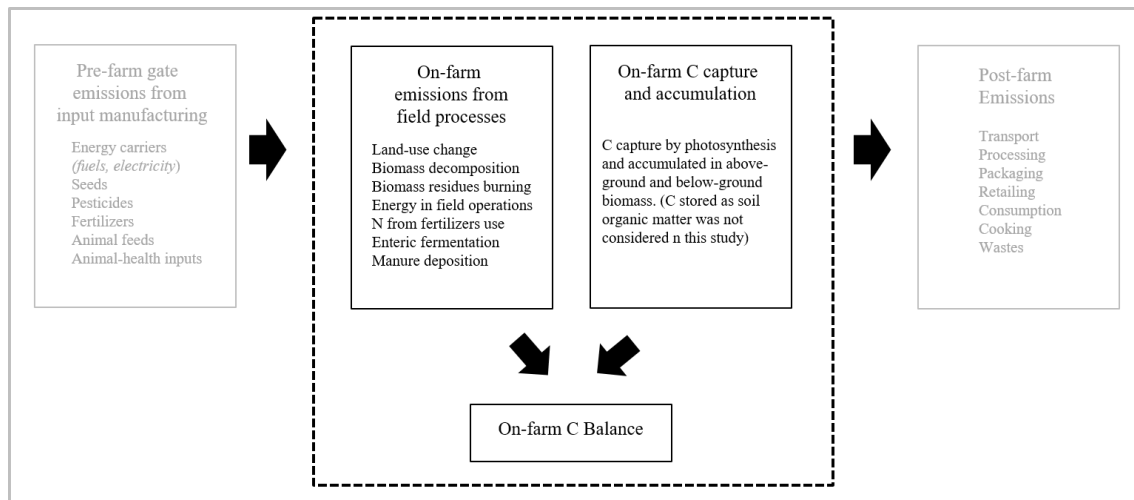 Pre-farm gate
emissions from
input manufacturing
Energy carriers
(fuels, electricity)
Seeds
Pesticides
Fertilizers
Animal feeds
Animal-health inputs
On-farm
emissions from
field processes
Land-use change
Biomass decomposition
Biomass residues burning
Energy in field operations
N from fertilizers use
Enteric fermentation
Manure deposition
On-farm C capture
and accumulation
C capture by photosynthesis
and accumulated in above-
ground and below-ground
biomass. (C stored as soil
organic matter was not
considered n this study)
Post-farm
Emissions
Transport
Processing
Packaging
Retailing
Consumption
Cooking
Wastes
On-farm C Balance